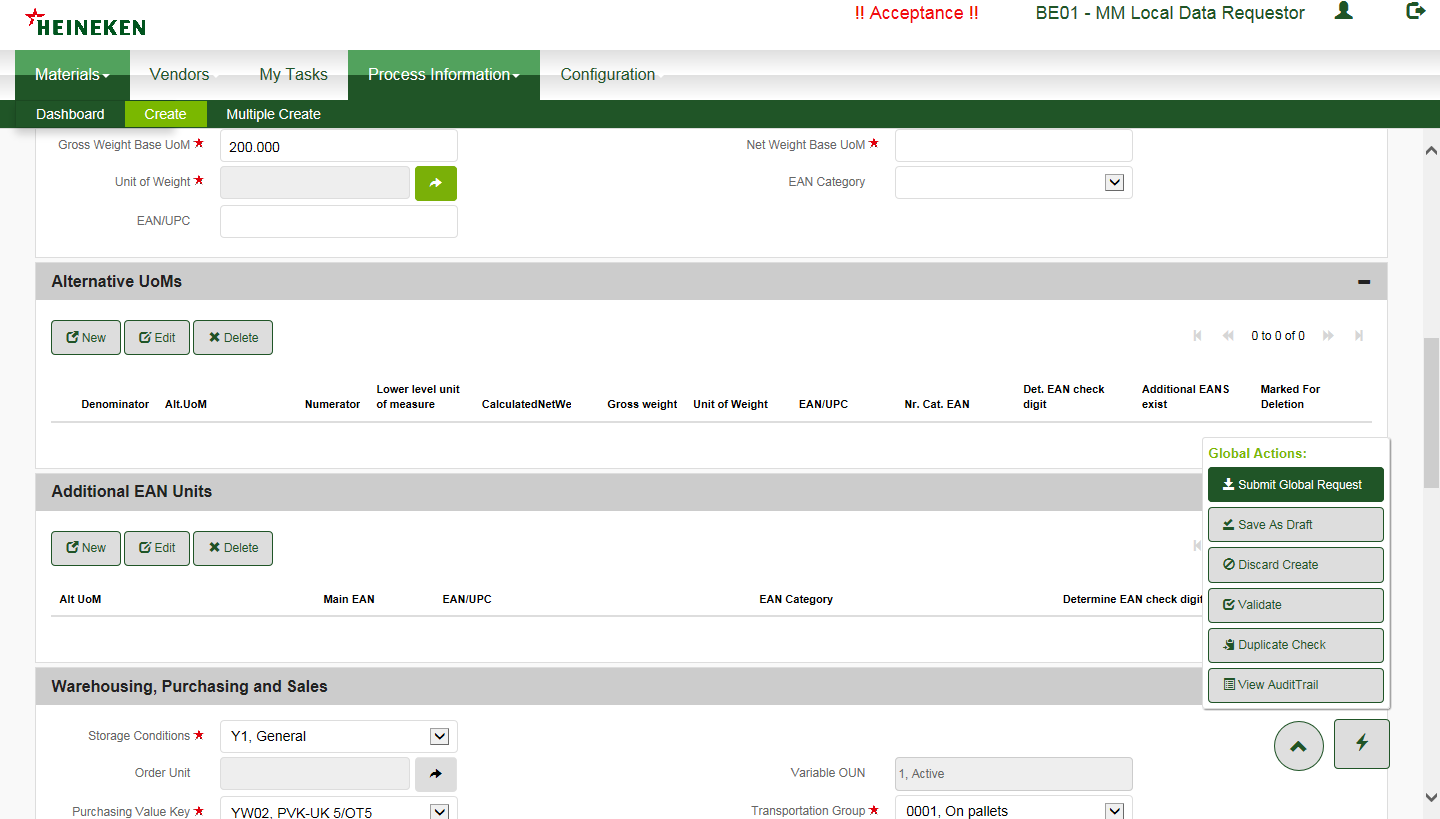 HEINEKEN
!! Acceptance !!
BE01 - MM Local Data Requestor
Materials
Vendors
My Tasks
Process Information
Configuration
Dashboard
Create
Multiple Create
Gross Weight Base UoM
200.000
Net Weight Base UoM
Unit of Weight
EAN Category
EAN/UPC
Alternative UoMs
New
Edit
Delete
0 to 0 of 0
Denominator
Alt.UoM
Numerator
Lower level unit
of measure
CalculatedNetWe
Gross weight
Unit of Weight
EAN/UPC
Nr. Cat. EAN
Det. EAN check
digit
Additional EANS
exist
Marked For
Deletion
Global Actions:
Submit Global Request
Save As Draft
Discard Create
Validate
Duplicate Check
View AuditTrail
Additional EAN Units
New
Edit
Delete
Alt UoM
Main EAN
EAN/UPC
EAN Category
Determine EAN check digit
Warehousing, Purchasing and Sales
Storage Conditions
Y1, General
Order Unit
Variable OUN
1, Active
Purchasing Value Key
YW02, PVK-UK 5/OT5
Transportation Group
0001, On pallets